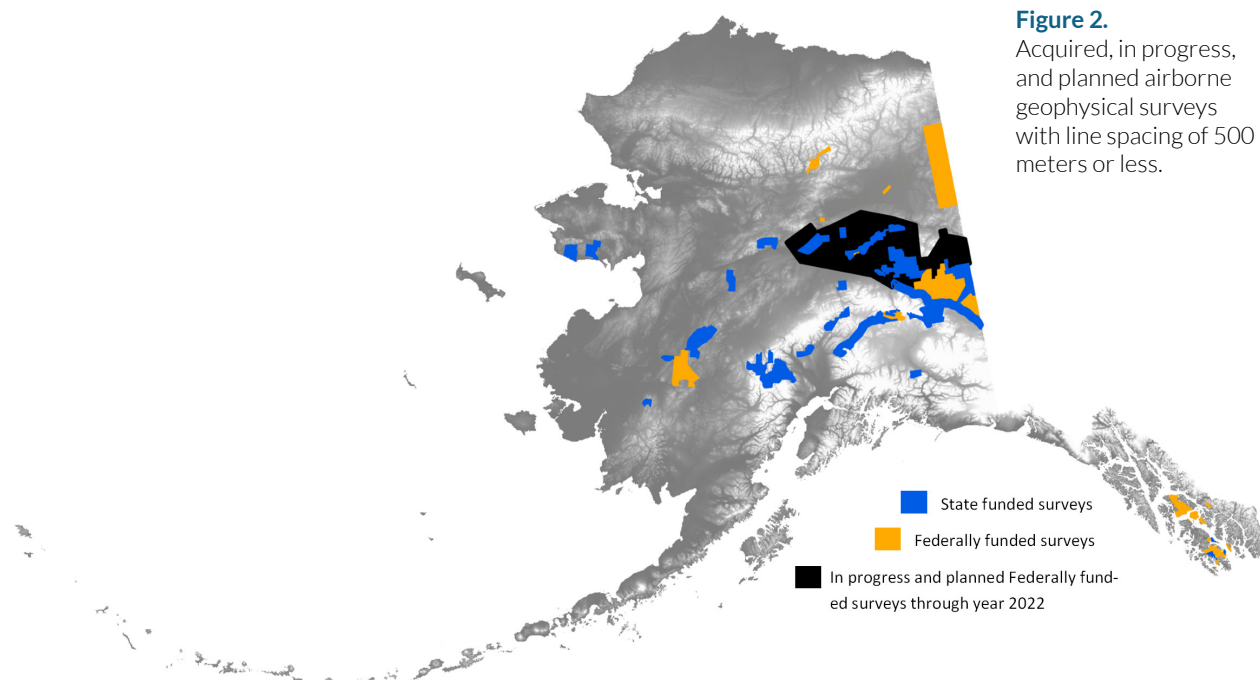 Figure 2.
Acquired, in progress,
and planned airborne
geophysical surveys
with line spacing of 500
meters or less.
State funded surveys
Federally funded surveys
In progress and planned Federally fund-
ed surveys through year 2022